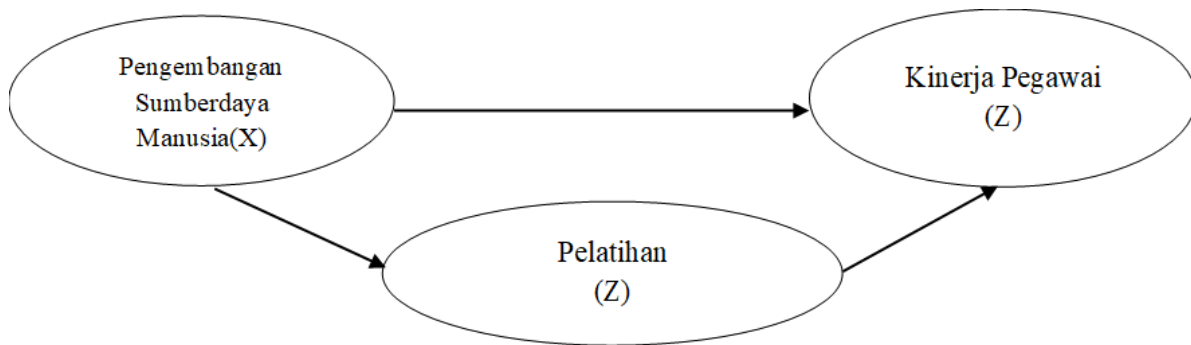 Pengembangan
Sumberdaya
Manusia(X)
Kinerja Pegawai
(Z)
Pelatihan
(Z)